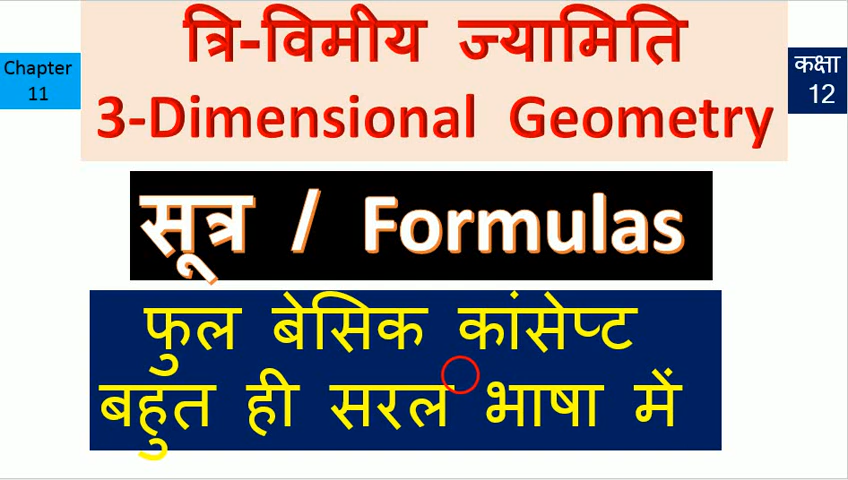 त्रि-विमीय ज्यामिति
Chapter
11
3-Dimensional Geometry
कक्षा
12
सूत्र / Formulas
फुल बेसिक कांसेप्ट
बहुत ही सरल भाषा में